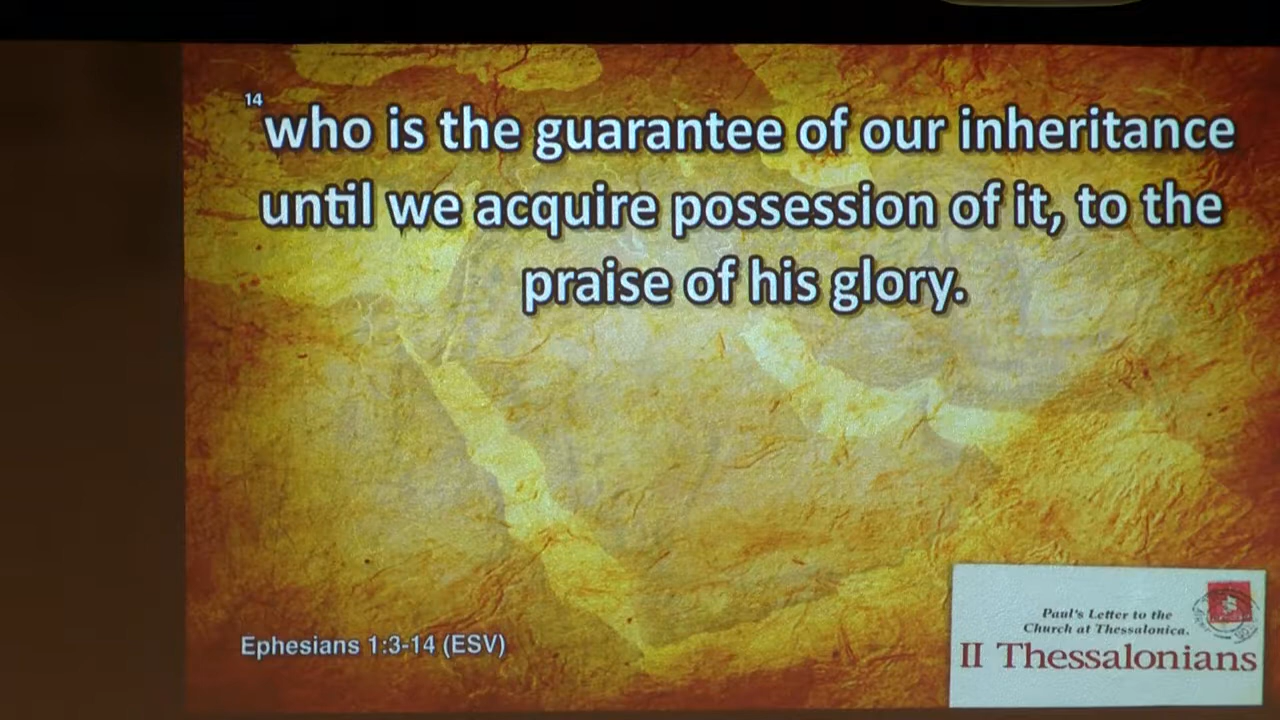 14 who is the guarantee of our inheritance
until we acquire possession of it, to the
praise of his glory.
Ephesians 1:3-14 (ESV)
Paul's Letter to the
Church at Thessalonica.
II Thessalonians